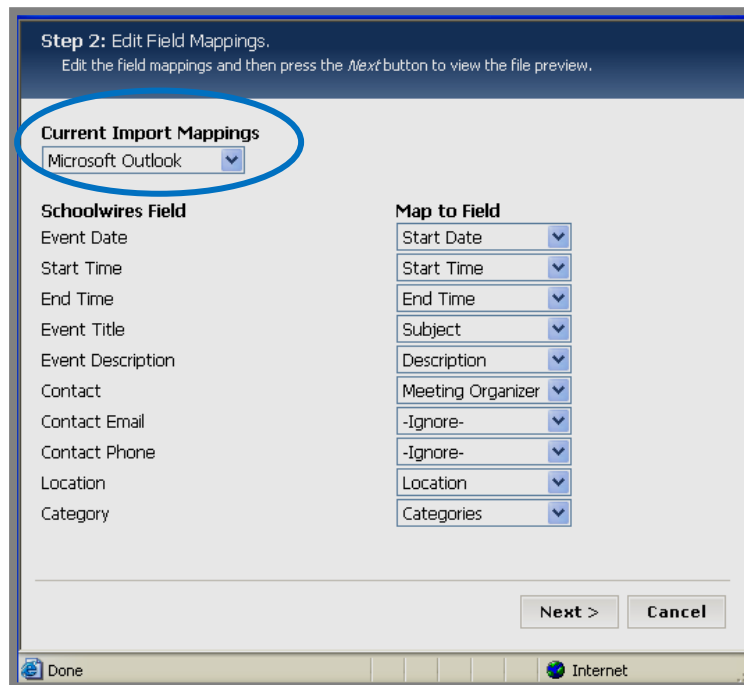 Step 2: Edit Field Mappings.
Edit the field mappings and then press the Next button to view the file preview.
Current Import Mappings
Microsoft Outlook
Schoolwires Field Map to Field
Event Date Start Date
Start Time Start Time
End Time End Time
Event Title Subject
Event Description Description
Contact Meeting Organizer
Contact Email -Ignore-
Contact Phone -Ignore-
Location Location
Category Categories
Next > Cancel
Done Internet